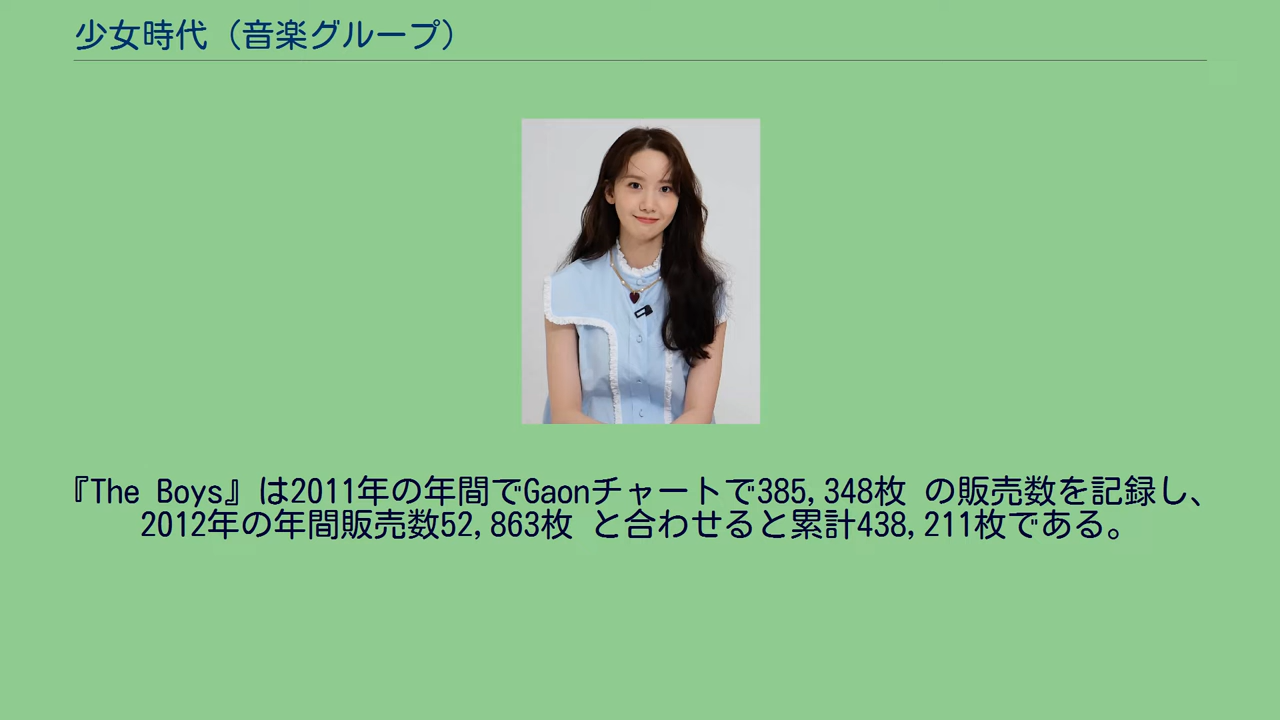 少女時代（音楽グループ）
『The Boys』は2011年の年間でGaonチャートで385,348枚 の販売数を記録し、
2012年の年間販売数52,863枚 と合わせると累計438,211枚である。